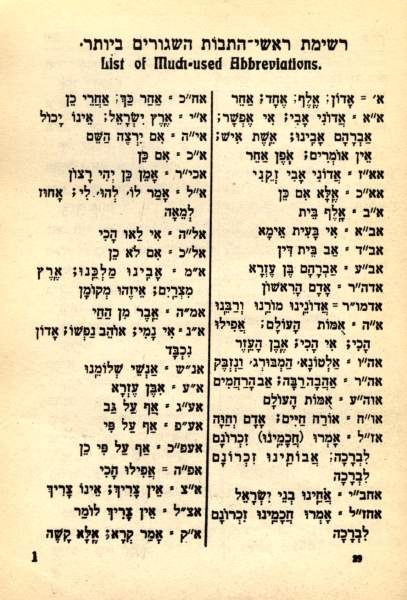 רשימת ראשי־התבות השגורים ביותר.
List of Much-used Abbreviations.
א׳ = אָדוֹן; אֶלֶף; אֶחָד; אַחַר
א״א = אֲדוֹנִי אָבִי; אִי אֶפְשָׁר;
אַבְרָהָם אָבִינוּ; אֵשֶׁת אִישׁ;
אֵין אוֹמְרִים; אֹפֶן אַחַר
אא״ז = אֲדוֹנִי אָבִי זְקֵנִי
אא״כ = אֶלָּא אִם כֵּן
א״ב = אָלֶף בֵּית
אב״א = אִי בָּעֵית אֵימָא
אב״ד = אַב בֵּית דִּין
אב״ע = אַבְרָהָם בֶּן עֶזְרָא
אדה״ר = אָדָם הָרִאשׁוֹן
אדמו״ר = אֲדוֹנֵינוּ מוֹרֵנוּ וְרַבֵּנוּ
א״ה = אֻמּוֹת הָעוֹלָם; אֲפִילוּ
הָכִי; אִי הָכִי; אֶבֶן הָעֵזֶר
אה״ו = אַלְטוֹנָא, הַמְבּוּרג, וַנְזְבֶּק
אה״ר = אַהֲבָה רַבָּה; אַב הָרַחֲמִים
אוה״ע = אֻמּוֹת הָעוֹלָם
או״ח = אוֹרַח חַיִּים; אָדָם וְחַוָּה
אז״ל = אָמְרוּ (חֲכָמֵינוּ) זִכְרוֹנָם
לִבְרָכָה; אֲבוֹתֵינוּ זִכְרוֹנָם
לִבְרָכָה
אחב״י = אַחֵינוּ בְּנֵי יִשְׂרָאֵל
אחז״ל = אָמְרוּ חֲכָמֵינוּ זִכְרוֹנָם
לִבְרָכָה
אח״כ = אַחַר כַּךְ; אַחֲרֵי כֵן
א״י = אֶרֶץ יִשְׂרָאֵל; אֵינוֹ יָכוֹל
אי״ה = אִם יִרְצֶה הַשֵּׁם
א״כ = אִם כֵּן
אכי״ר = אָמֵן כֵּן יְהִי רָצוֹן
א״ל = אָמַר לוֹ, לְהוּ, לִי; אָחוּז
לְמֵאָה
אל״ה = אִי לַאו הָכִי
אל״כ = אִם לֹא כֵן
א״מ = אָבִינוּ מַלְכֵּנוּ; אֶרֶץ
מִצְרַיִם; אֵיזֶהוּ מְקוֹמָן
אמ״ה = אֵבֶר מִן הַחַי
א״נ = אִי נָמֵי; אוֹהֵב נַפְשׁוֹ; אָדוֹן
נִכְבָּד
אנ״ש = אַנְשֵׁי שְׁלוֹמֵנוּ
א״ע = אִבֶּן עֶזְרָא
אע״ג = אַף עַל גַּב
אע״פ = אַף עַל פִּי
אעפ״כ = אַף עַל פִּי כֵן
אפ״ה = אֲפִילוּ הָכִי
א״צ = אֵין צָרִיךְ; אֵינוֹ צָרִיךְ
אצ״ל = אֵין צָרִיךְ לוֹמַר
א״ק = אָמַר קְרָא; אֶלָּא קָשֶׁה
1
29